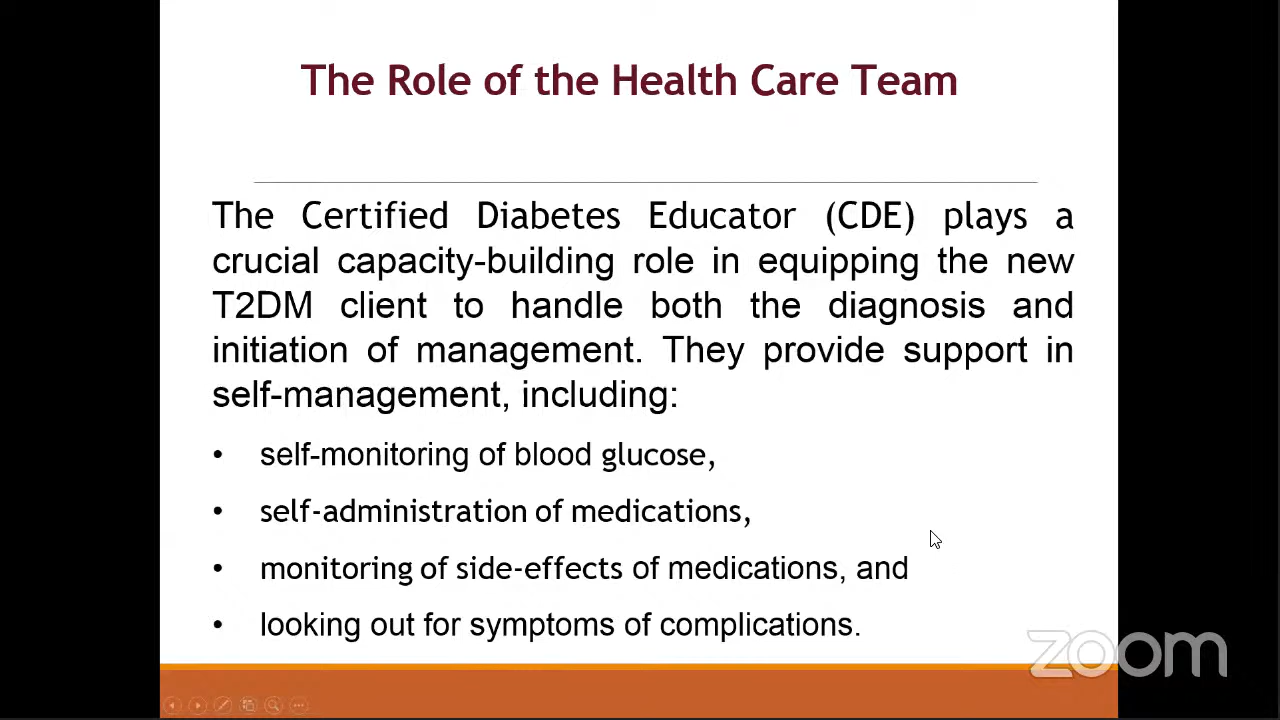 The Role of the Health Care Team
The Certified Diabetes Educator (CDE) plays a
crucial capacity-building role in equipping the new
T2DM client to handle both the diagnosis and
initiation of management. They provide support in
self-management, including:
• self-monitoring of blood glucose,
• self-administration of medications,
• monitoring of side-effects of medications, and
• looking out for symptoms of complications.
zoom